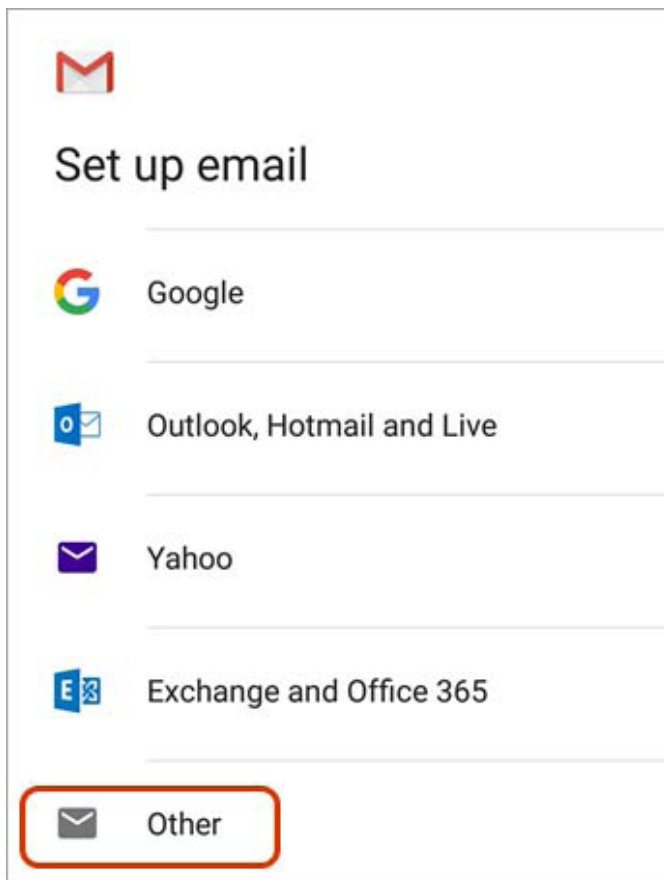 Set up email
Google
Outlook, Hotmail and Live
Yahoo
Exchange and Office 365
Other